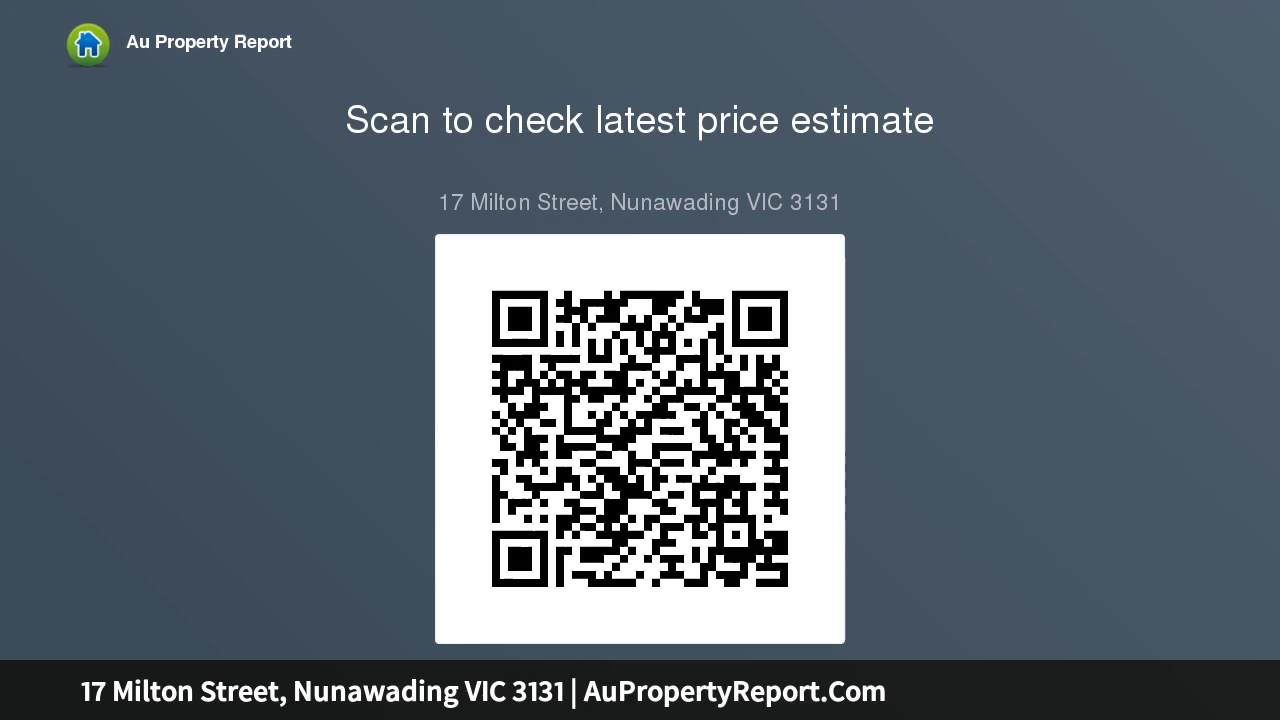 Au Property Report
Scan to check latest price estimate
17 Milton Street, Nunawading VIC 3131
17 Milton Street, Nunawading VIC 3131 | AuPropertyReport.Com